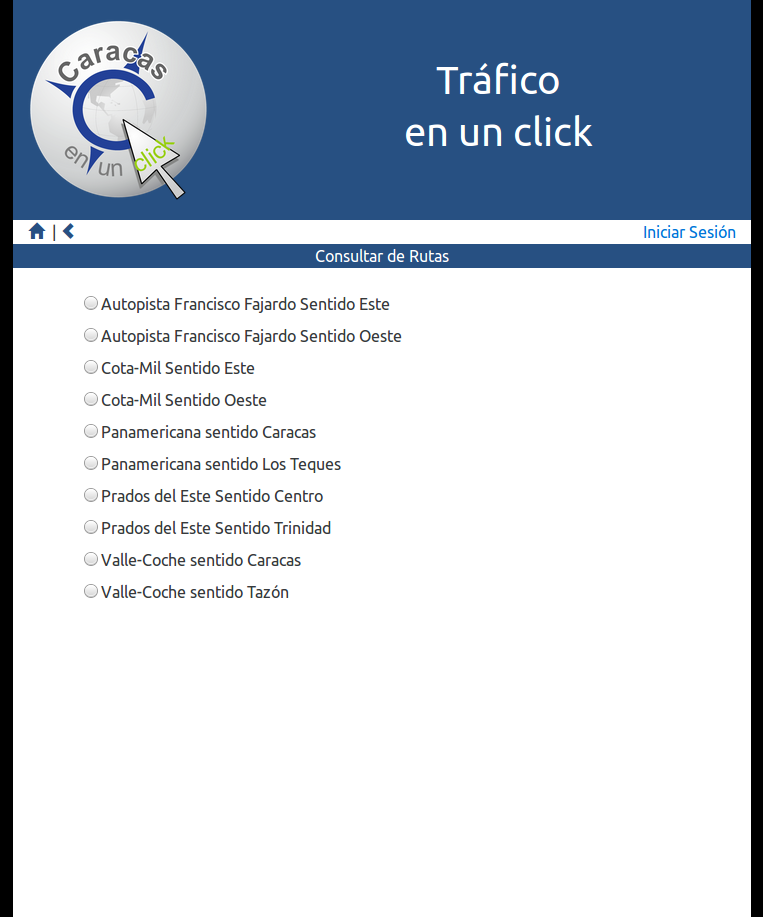 Caracas
en un click
Tráfico
en un click
| Iniciar Sesión
Consultar de Rutas
Autopista Francisco Fajardo Sentido Este
Autopista Francisco Fajardo Sentido Oeste
Cota-Mil Sentido Este
Cota-Mil Sentido Oeste
Panamericana sentido Caracas
Panamericana sentido Los Teques
Prados del Este Sentido Centro
Prados del Este Sentido Trinidad
Valle-Coche sentido Caracas
Valle-Coche sentido Tazón